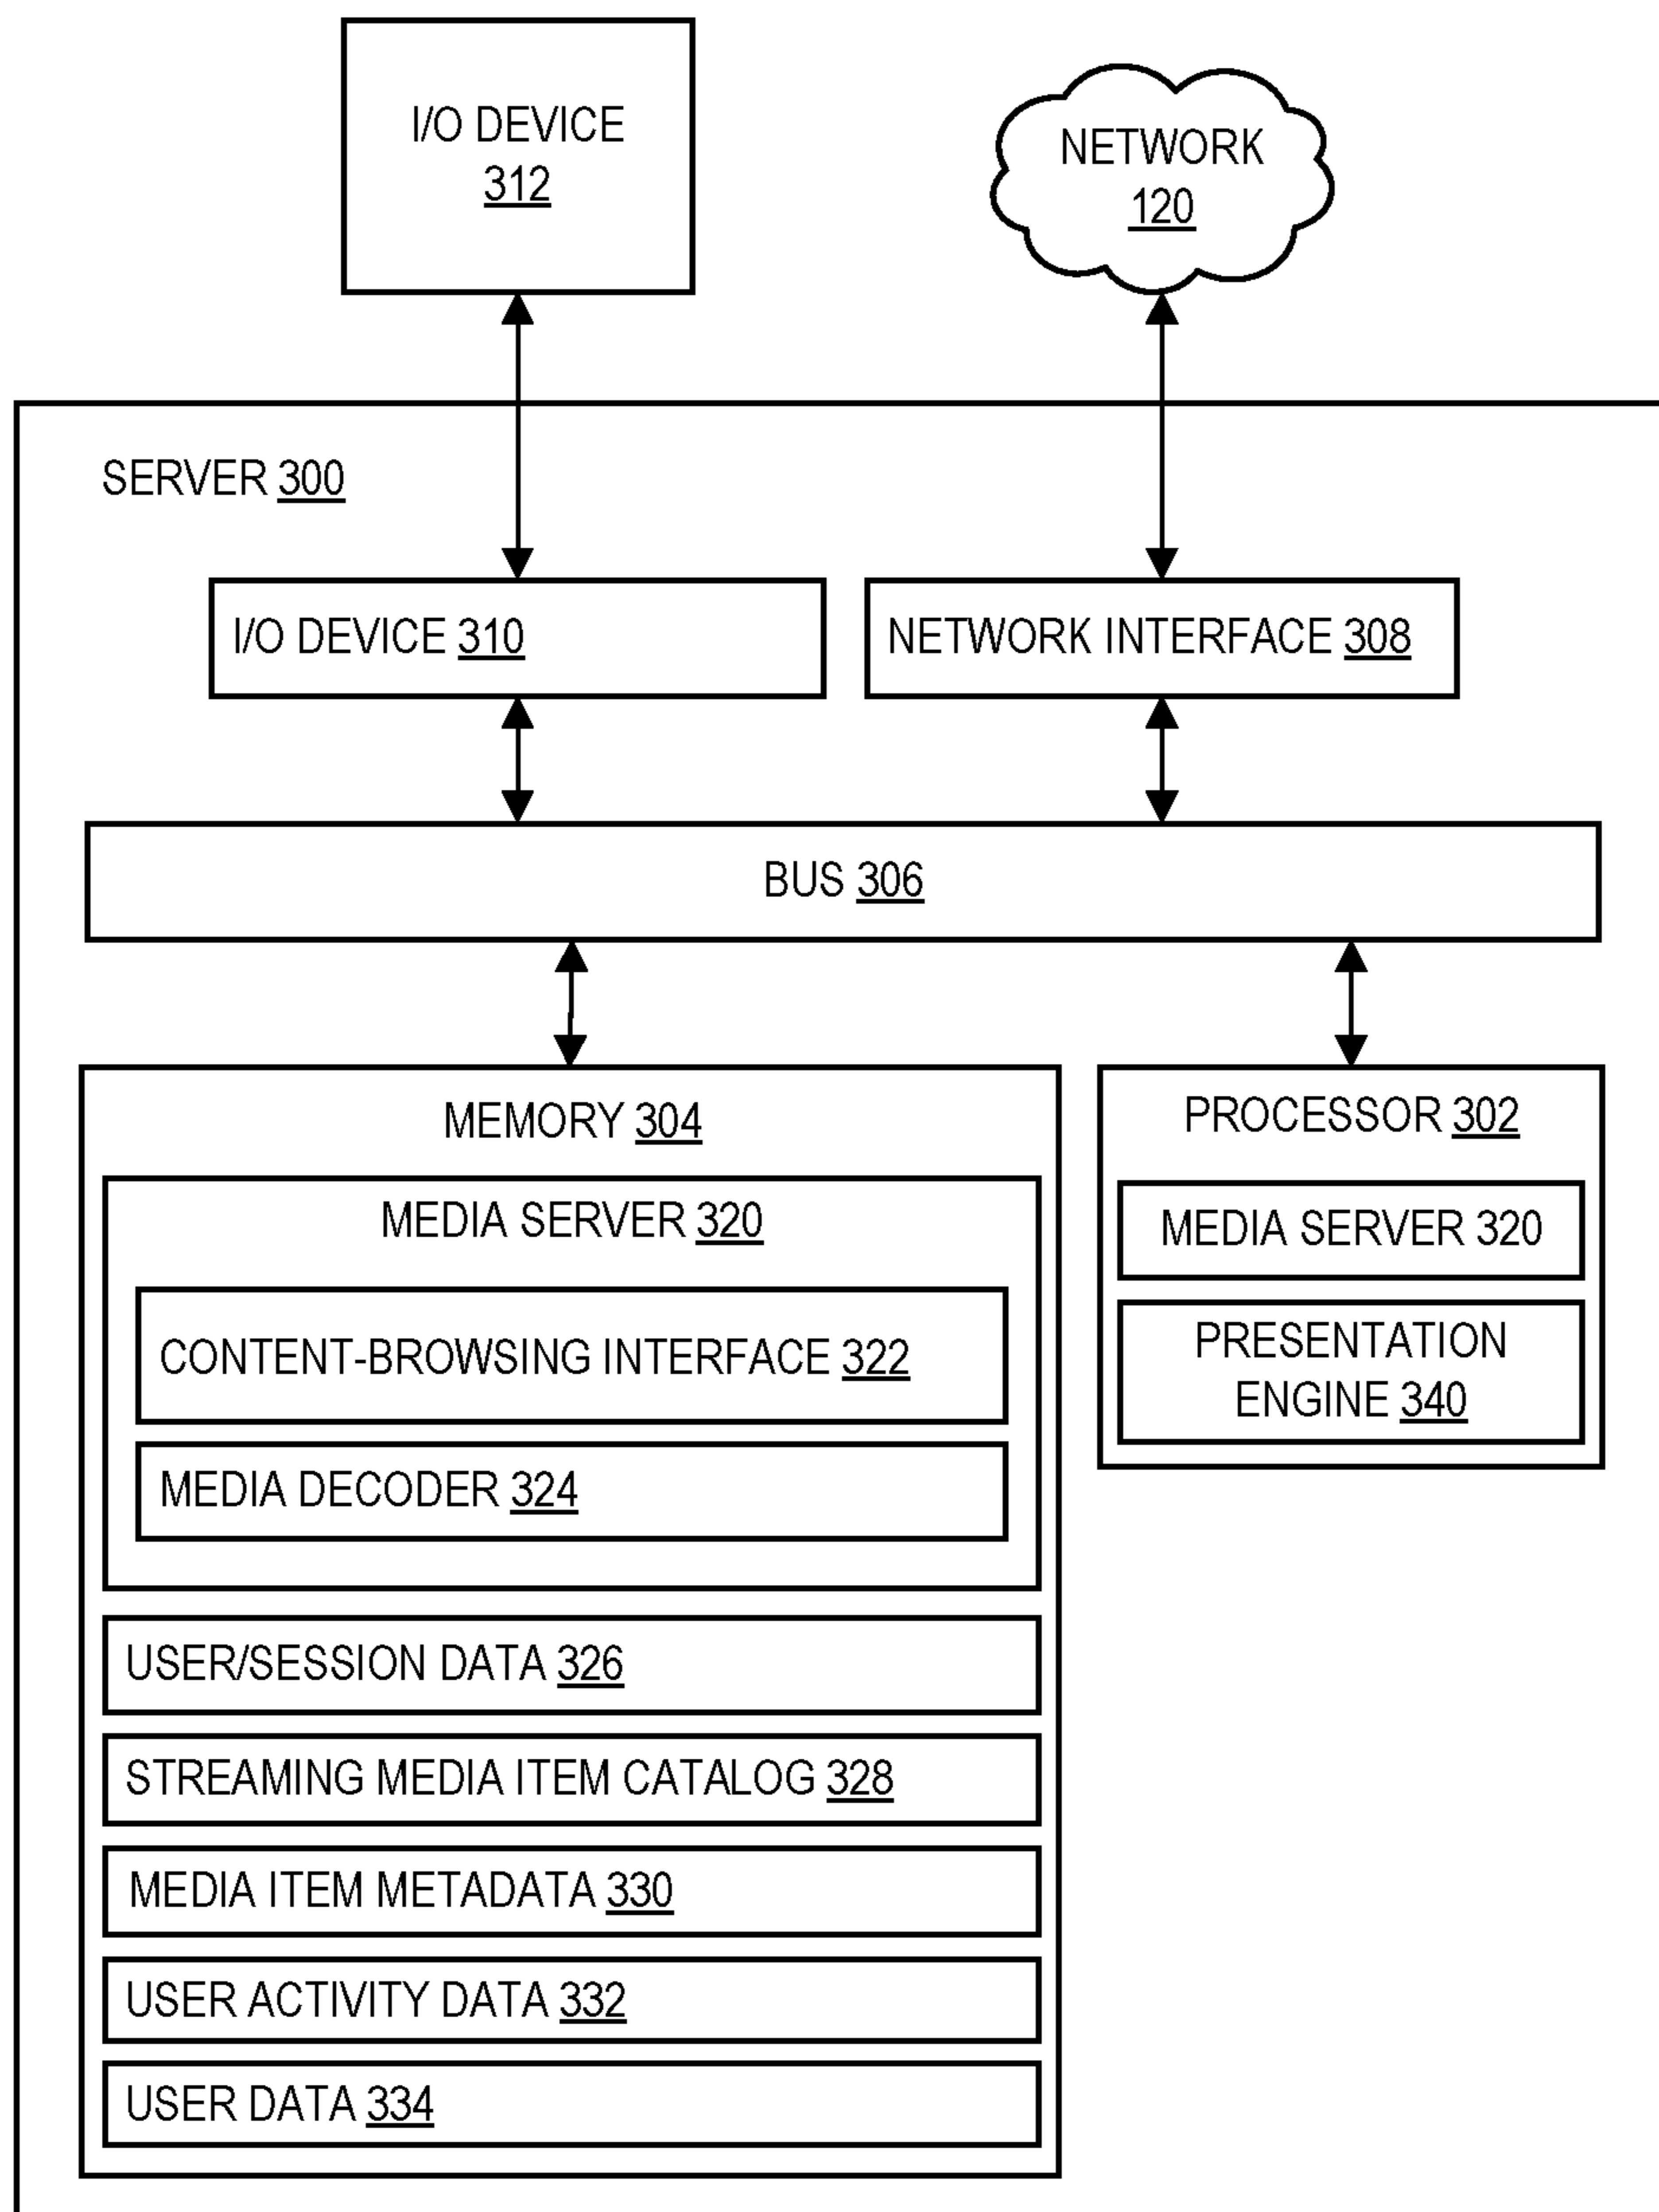 I/O DEVICE
312
NETWORK
120
SERVER 300
I/O DEVICE 310
NETWORK INTERFACE 308
BUS 306
MEMORY 304
MEDIA SERVER 320
CONTENT-BROWSING INTERFACE 322
MEDIA DECODER 324
USER/SESSION DATA 326
STREAMING MEDIA ITEM CATALOG 328
MEDIA ITEM METADATA 330
USER ACTIVITY DATA 332
USER DATA 334
PROCESSOR 302
MEDIA SERVER 320
PRESENTATION
ENGINE 340